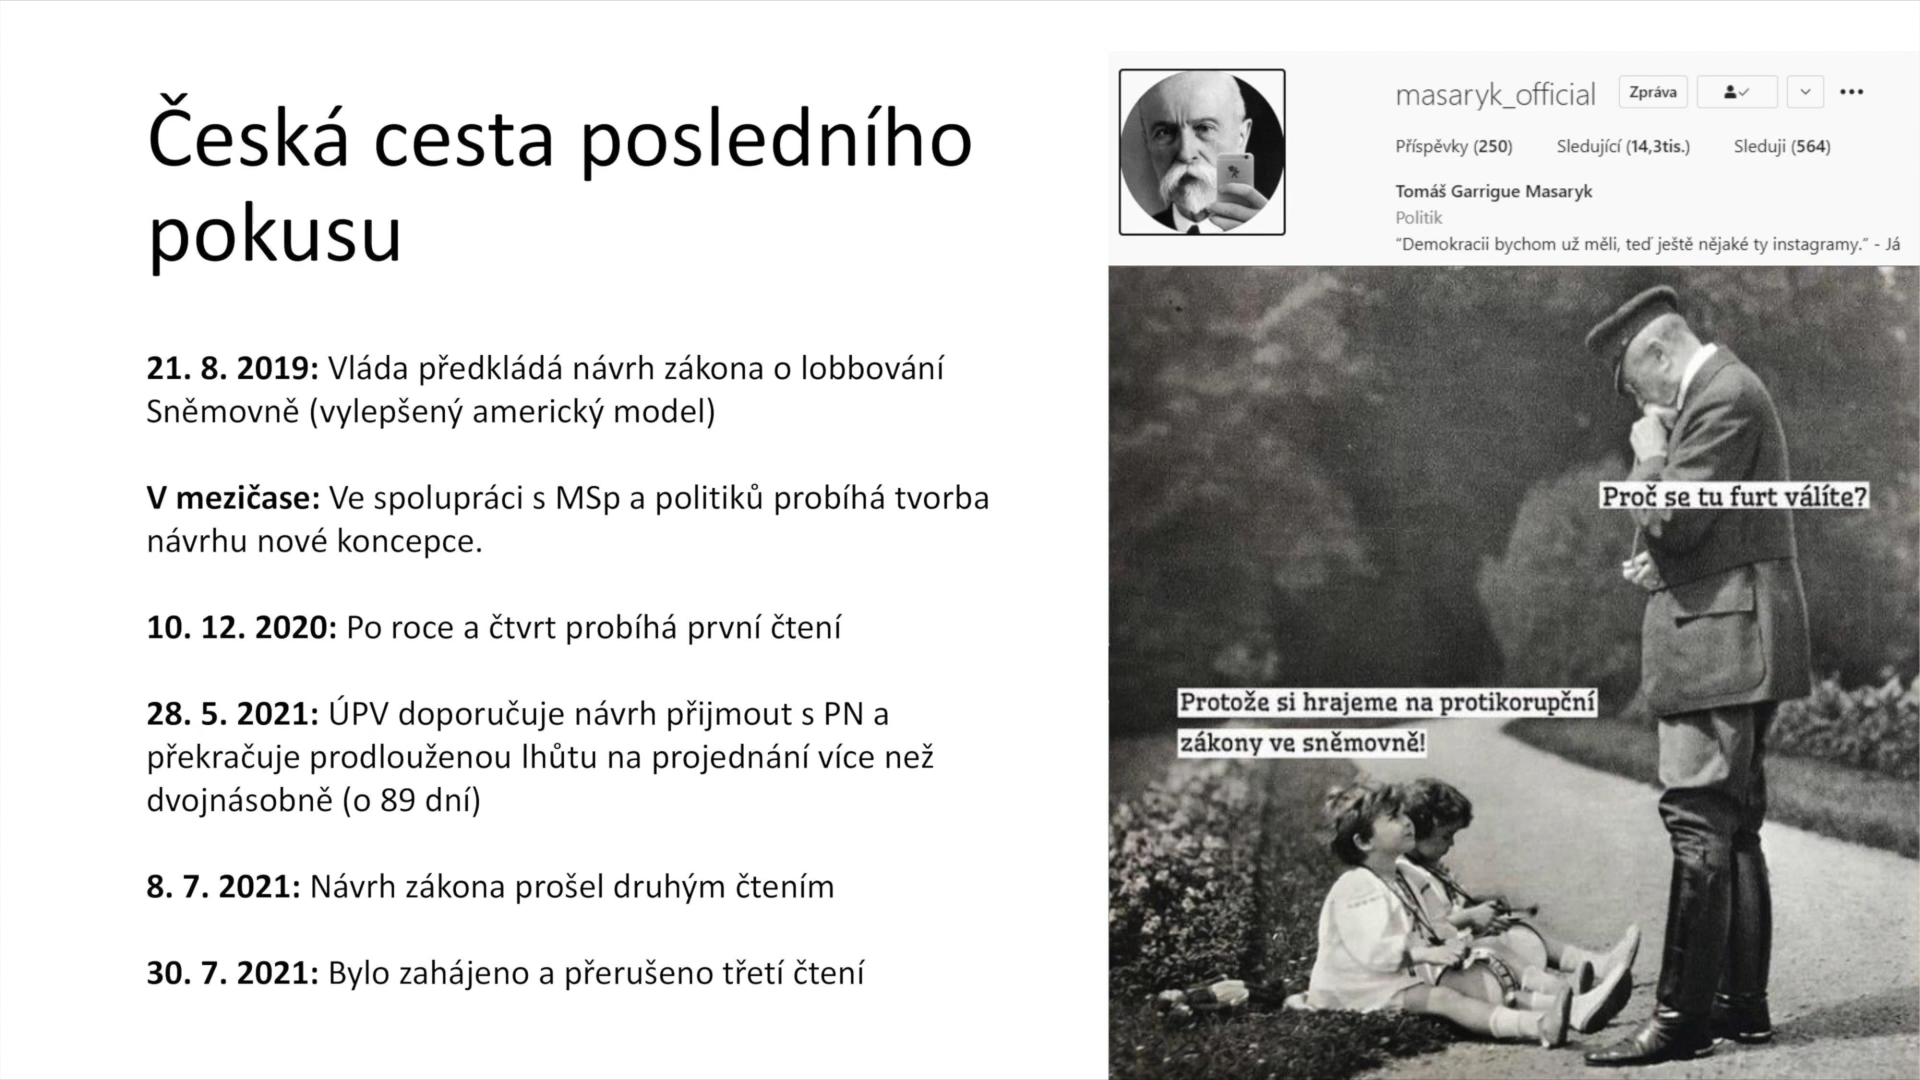 Česká cesta posledního
pokusu
21. 8. 2019: Vláda předkládá návrh zákona o lobbování
Sněmovně (vylepšený americký model)
V mezičase: Ve spolupráci s MSp a politiků probíhá tvorba
návrhu nové koncepce.
10. 12. 2020: Po roce a čtvrt probíhá první čtení
28. 5. 2021: ÚPV doporučuje návrh přijmout s PN a
překračuje prodlouženou lhůtu na projednání více než
dvojnásobně (o 89 dní)
8. 7. 2021: Návrh zákona prošel druhým čtením
30. 7. 2021: Bylo zahájeno a přerušeno třetí čtení
masaryk_official Zpráva
Příspěvky (250) Sledující (14,3tis.) Sleduji (564)
Tomáš Garrigue Masaryk
Politik
“Demokracii bychom už měli, teď ještě nějaké ty instagramy.” - Já
Proč se tu furt válíte?
Protože si hrajeme na protikorupční
zákony ve sněmovně!